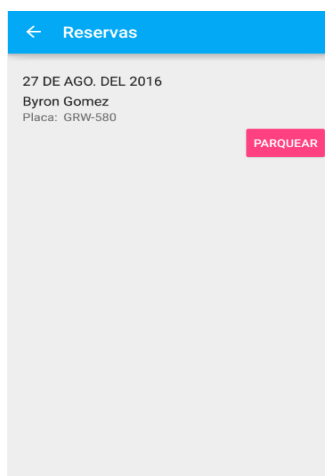 Reservas
27 DE AGO. DEL 2016
Byron Gomez
Placa: GRW-580
PARQUEAR